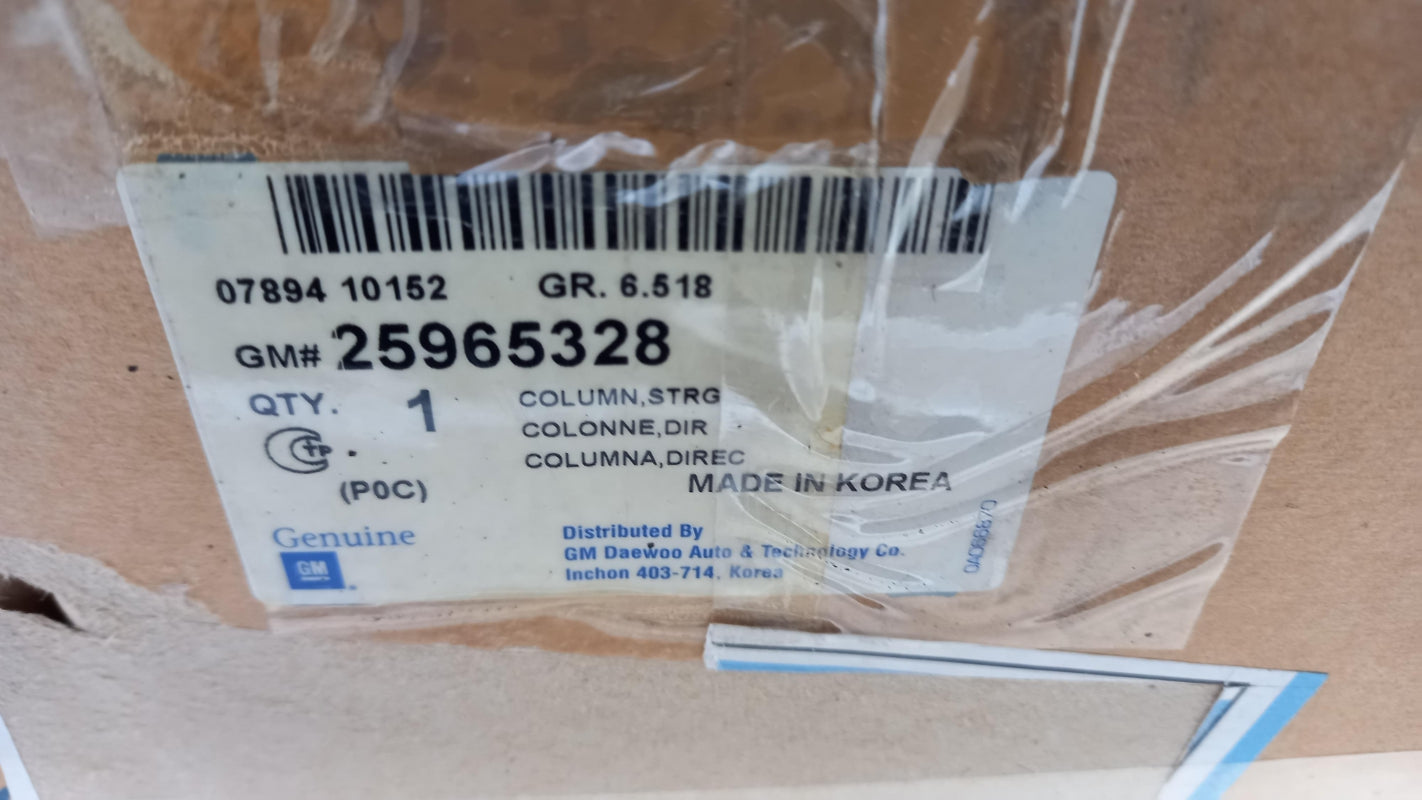 07894 10152 GR. 6.518
GM# 25965328
QTY. 1 COLUMN,STRG
COLONNE,DIR
COLUMNA,DIREC
MADE IN KOREA
(P0C)
Genuine
GM
Distributed By
GM Daewoo Auto & Technology Co.
Inchon 403-714, Korea